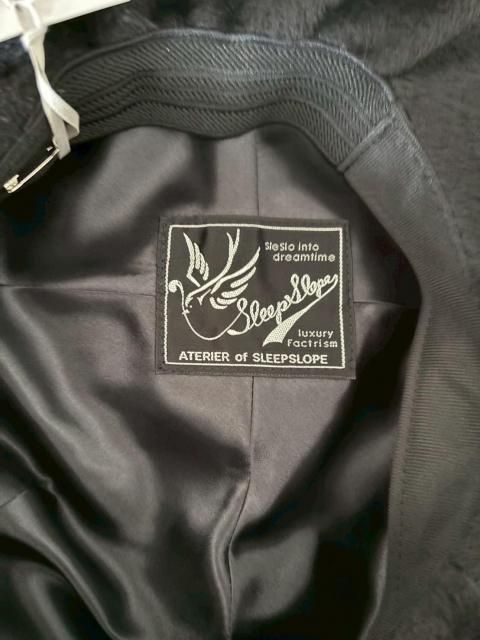 SleSlo into
dreamtime
SleepSlope
luxury
Factrism
ATERIER of SLEEPSLOPE